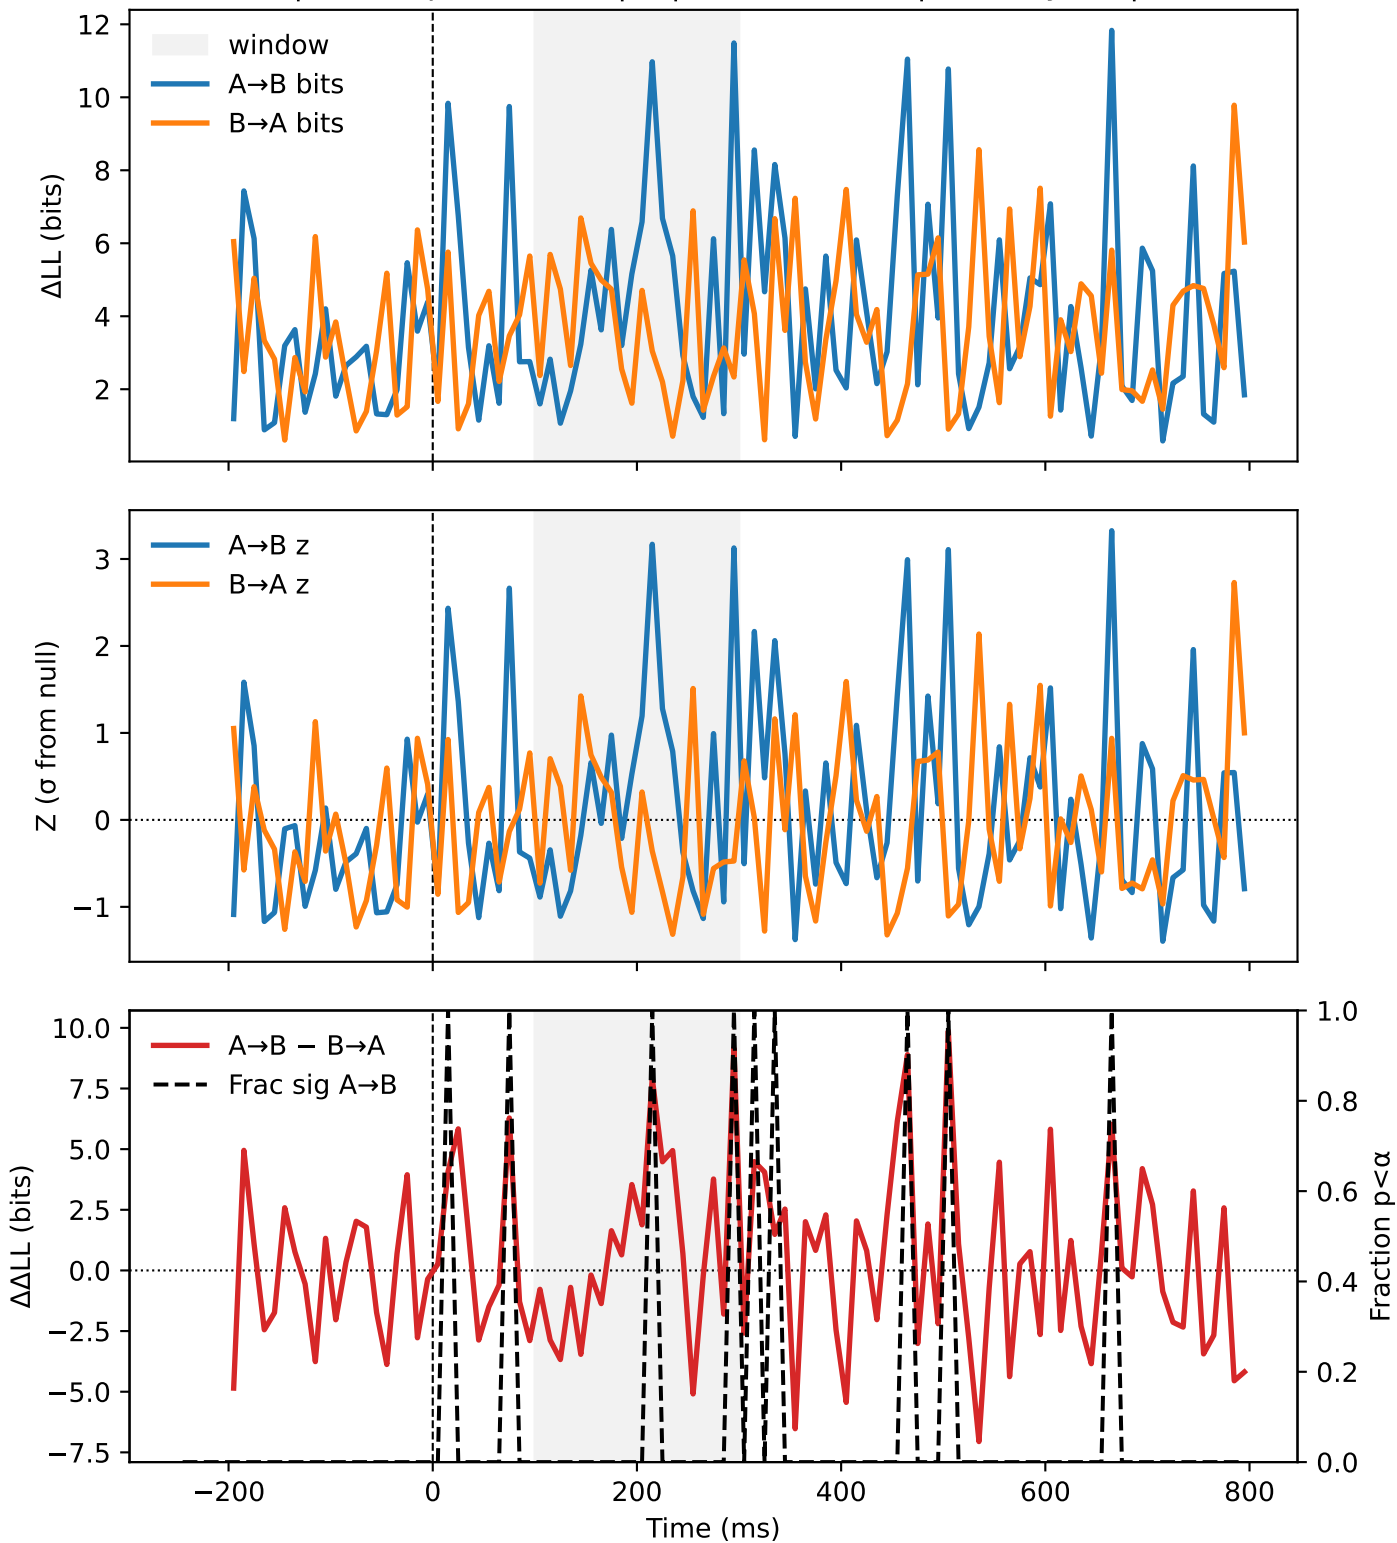 12
10
8
6
4
2
ΔLL (bits)
window
A→B bits
B→A bits
3
2
1
0
−1
Z (σ from null)
A→B z
B→A z
10.0
7.5
5.0
2.5
0.0
−2.5
−5.0
−7.5
ΔΔLL (bits)
A→B − B→A
Frac sig A→B
1.0
0.8
0.6
0.4
0.2
0.0
Fraction p<α
−200 0 200 400 600 800
Time (ms)